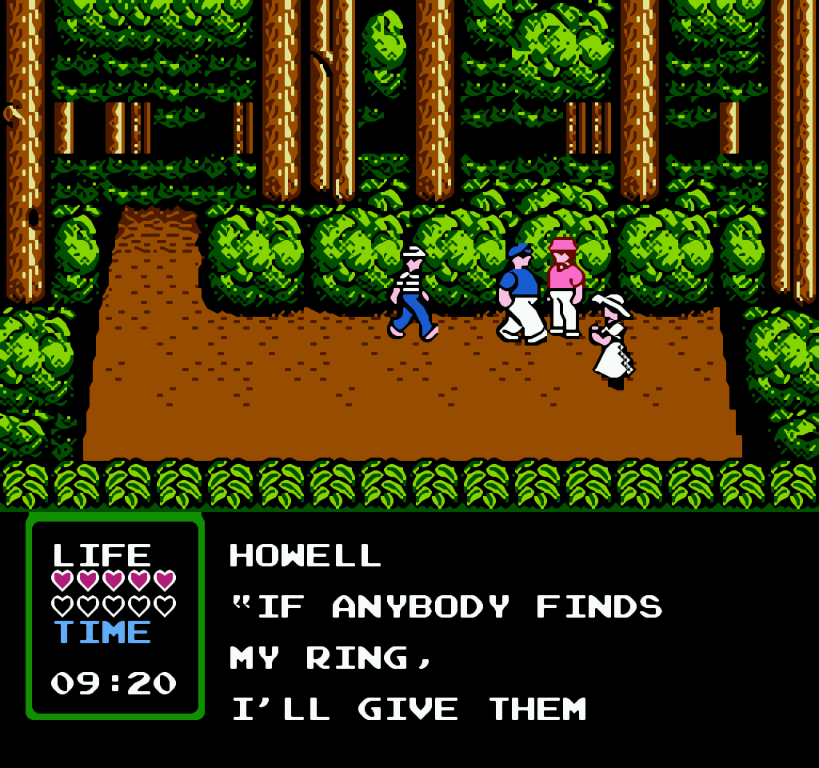 LIFE
TIME
09:20
HOWELL
"IF ANYBODY FINDS
MY RING,
I'LL GIVE THEM